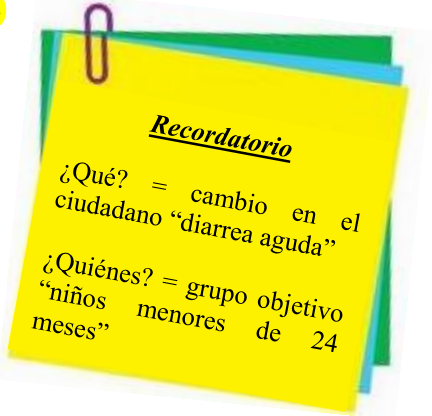 Recordatorio
¿Qué? = cambio en el
ciudadano “diarrea aguda”
¿Quiénes? = grupo objetivo
“niños menores de 24
meses”